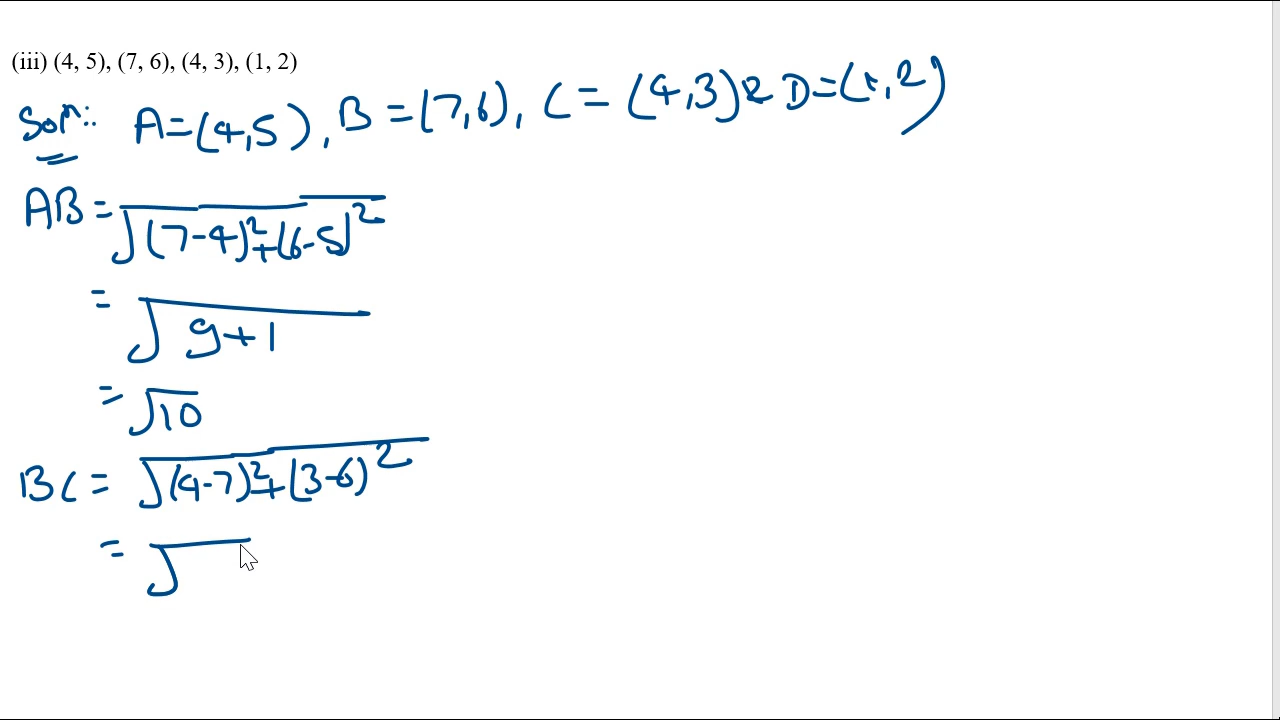 (iii) (4, 5), (7, 6), (4, 3), (1, 2)
Soln:. A=(4,5), B=(7,6), C=(4,3) & D=(1,2)
AB = √(7-4)²+(6-5)²
= √9+1
= √10
BC = √(4-7)²+(3-6)²
= √